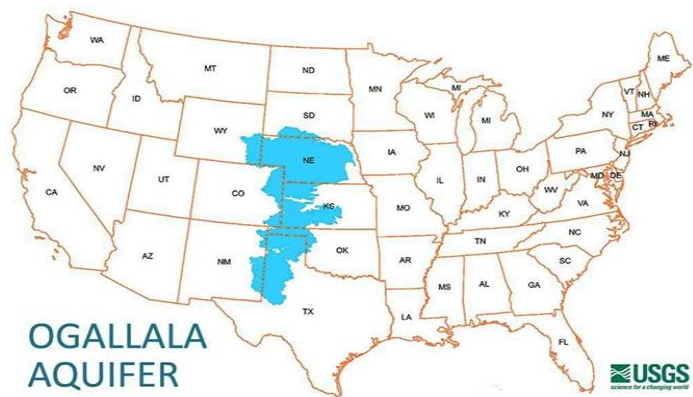 WA
MT
ND
MN
OR
ID
SD
WI
MI
MI
ME
VT
NH
NY
MA
CT
RI
WY
NE
IA
PA
NJ
NV
UT
CO
KS
MO
IL
IN
OH
WV
MD
DE
VA
CA
KY
AZ
NM
OK
AR
TN
NC
SC
TX
LA
MS
AL
GA
FL
OGALLALA
AQUIFER
USGS
science for a changing world